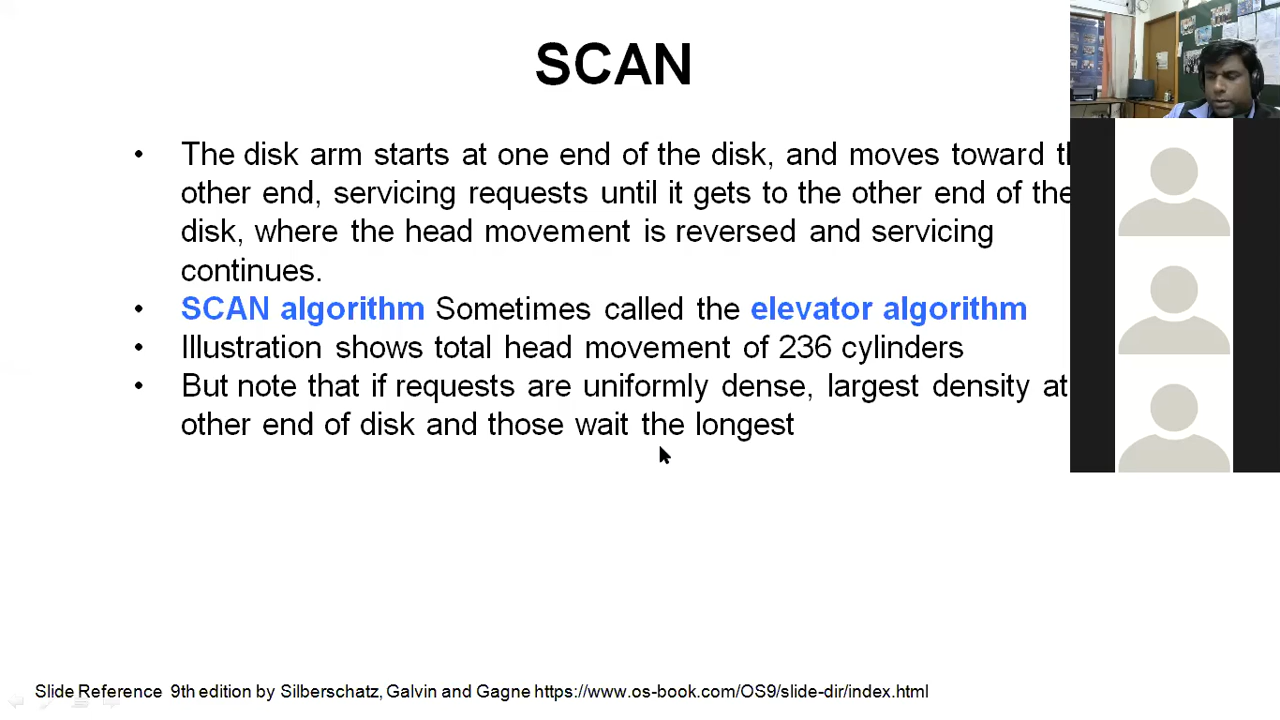 SCAN
• The disk arm starts at one end of the disk, and moves toward
other end, servicing requests until it gets to the other end of the
disk, where the head movement is reversed and servicing
continues.
• SCAN algorithm Sometimes called the elevator algorithm
• Illustration shows total head movement of 236 cylinders
• But note that if requests are uniformly dense, largest density at
other end of disk and those wait the longest
Slide Reference 9th edition by Silberschatz, Galvin and Gagne https://www.os-book.com/OS9/slide-dir/index.html